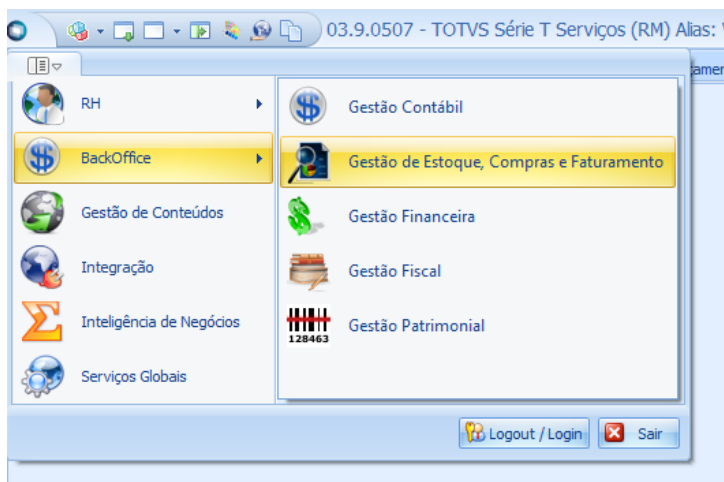 03.9.0507 - TOTVS Série T Serviços (RM) Alias:
RH
BackOffice
Gestão de Conteúdos
Integração
Inteligência de Negócios
Serviços Globais
Gestão Contábil
Gestão de Estoque, Compras e Faturamento
Gestão Financeira
Gestão Fiscal
128463
Gestão Patrimonial
Logout / Login
Sair